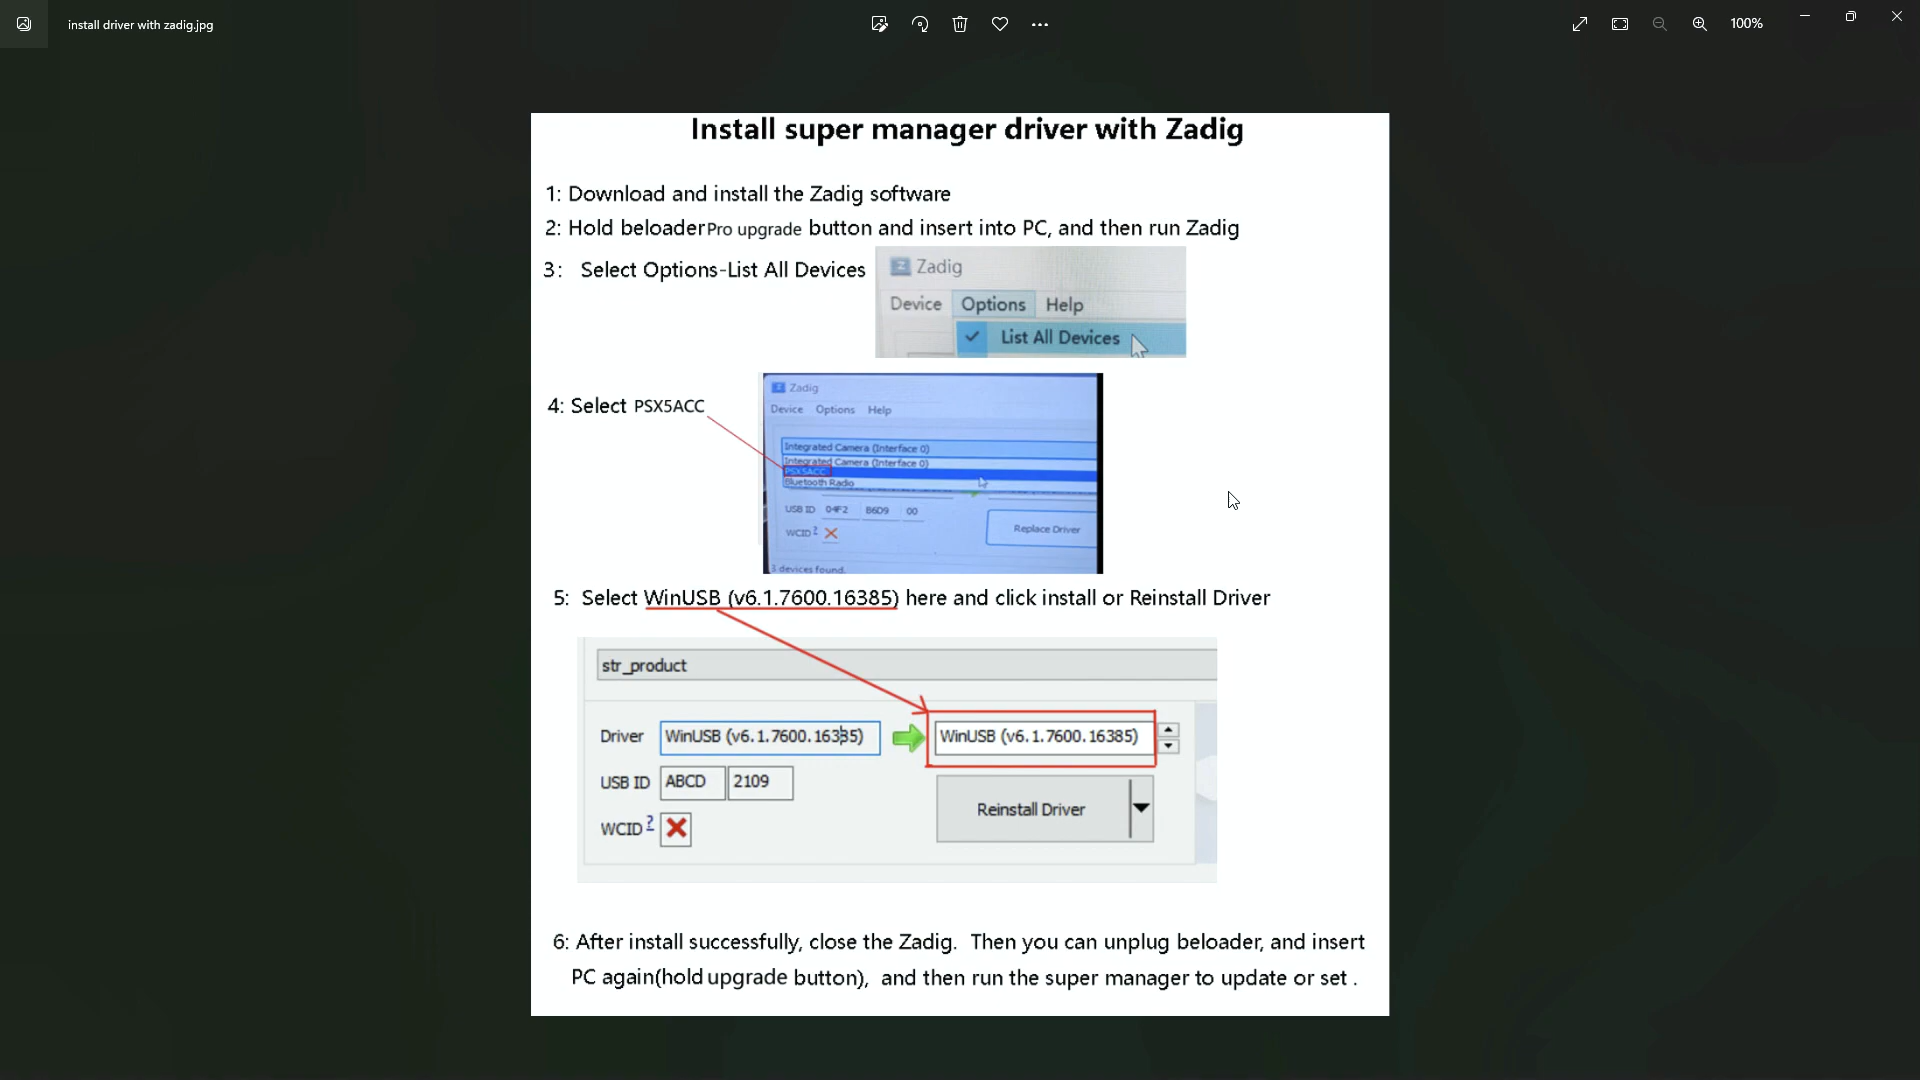 install driver with zadig.jpg
100%
Install super manager driver with Zadig
1: Download and install the Zadig software
2: Hold beloaderPro upgrade button and insert into PC, and then run Zadig
3: Select Options-List All Devices
Zadig
Device Options Help
List All Devices
4: Select PSX5ACC
Zadig
Device Options Help
Integrated Camera (Interface 0)
Integrated Camera (Interface 0)
PSX5ACC
Bluetooth Radio
USB ID 04F2 B6D9 00
WCID?
Replace Driver
3 devices found.
5: Select WinUSB (v6.1.7600.16385) here and click install or Reinstall Driver
str_product
Driver WinUSB (v6.1.7600.16385) WinUSB (v6.1.7600.16385)
USB ID ABCD 2109
WCID?
Reinstall Driver
6: After install successfully, close the Zadig. Then you can unplug beloader, and insert
PC again(hold upgrade button), and then run the super manager to update or set .